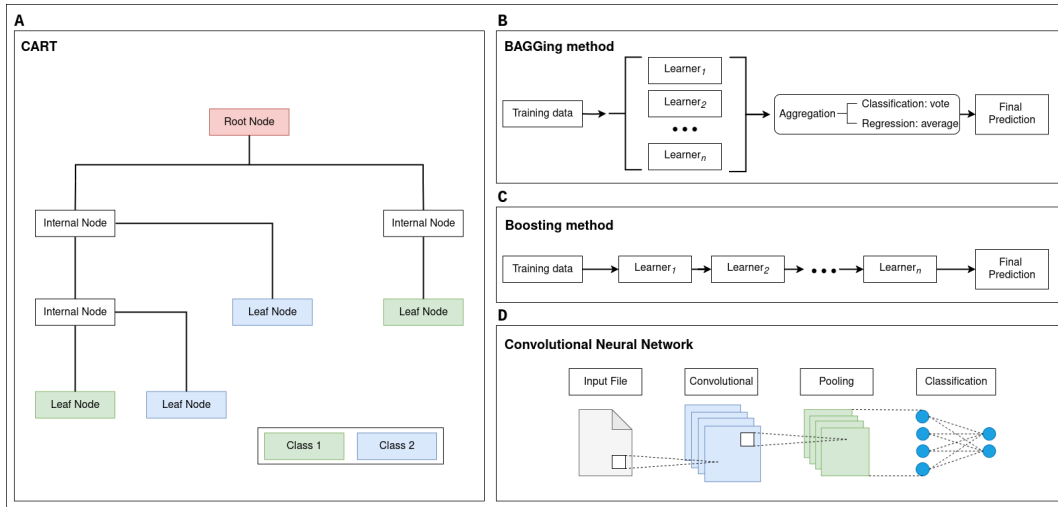 A
CART
Root Node
Internal Node
Internal Node
Internal Node
Leaf Node
Leaf Node
Leaf Node
Leaf Node
Class 1
Class 2
B
BAGGing method
Training data
Learner1
Learner2
•••
Learnern
Aggregation
Classification: vote
Regression: average
Final
Prediction
C
Boosting method
Training data
Learner1
Learner2
•••
Learnern
Final
Prediction
D
Convolutional Neural Network
Input File
Convolutional
Pooling
Classification